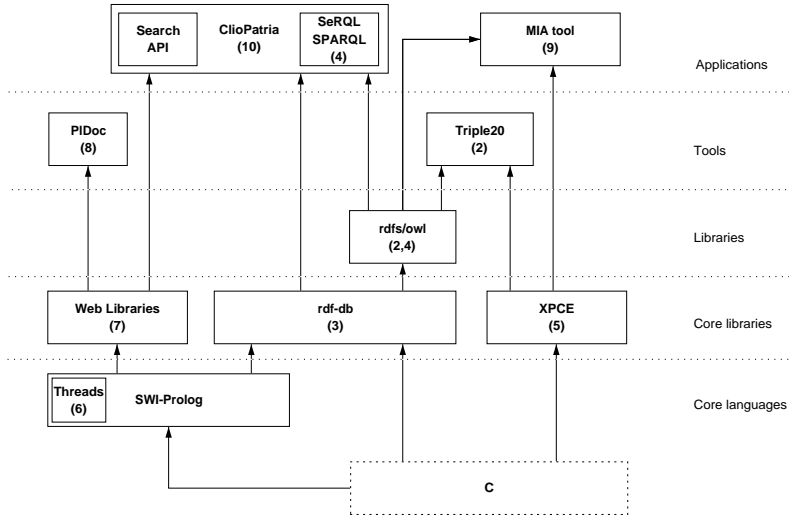 Search
API
ClioPatria
(10)
SeRQL
SPARQL
(4)
MIA tool
(9)
Applications
PlDoc
(8)
Triple20
(2)
Tools
rdfs/owl
(2,4)
Libraries
Web Libraries
(7)
rdf-db
(3)
XPCE
(5)
Core libraries
Threads
(6)
SWI-Prolog
Core languages
C